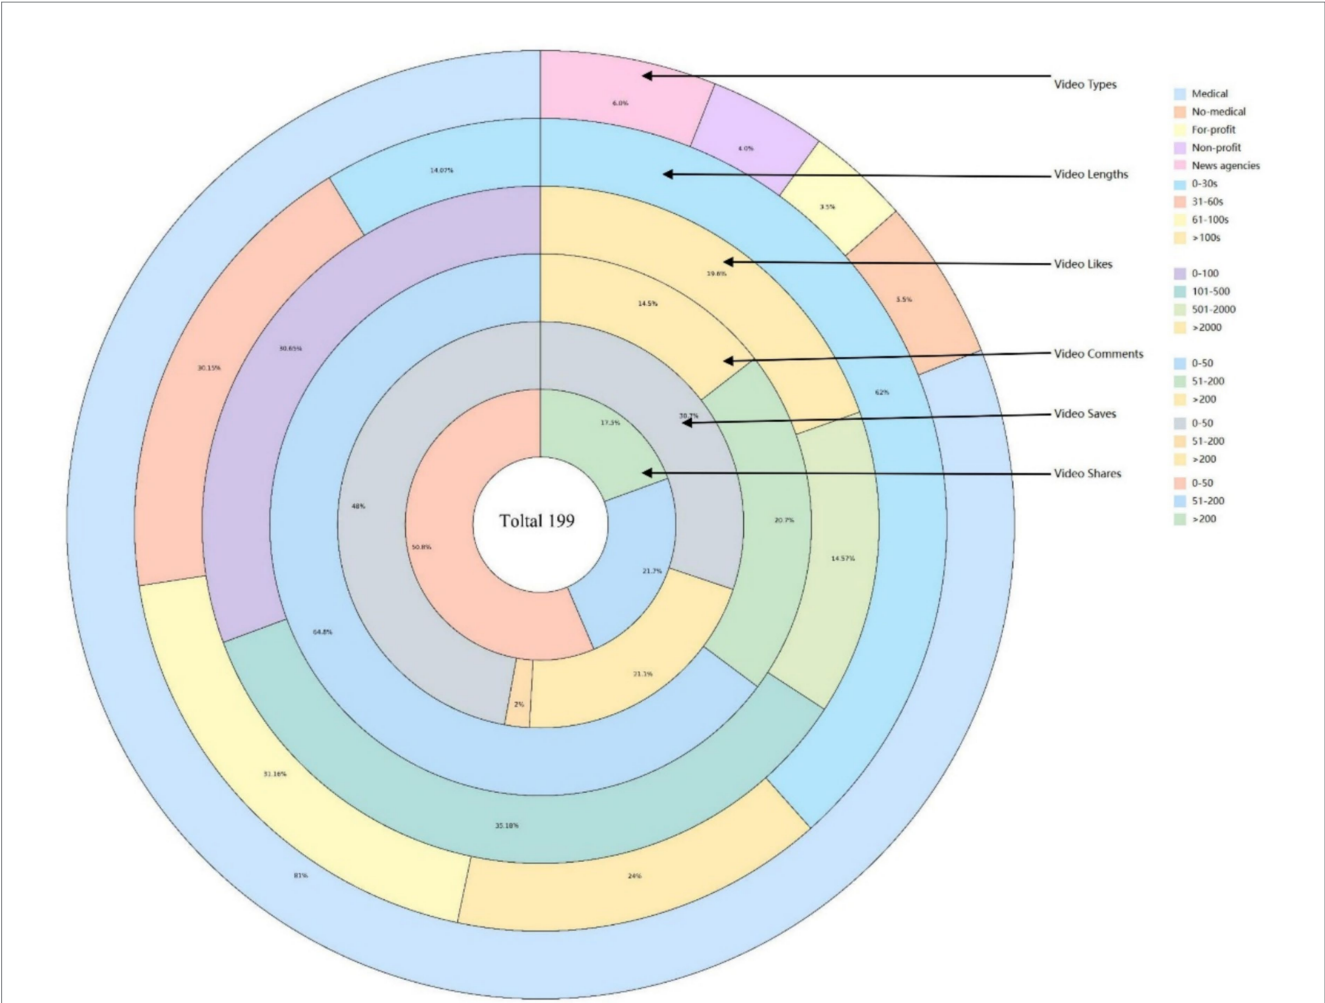 Video Types
Video Lengths
Video Likes
Video Comments
Video Saves
Video Shares
Medical
No-medical
For-profit
Non-profit
News agencies
0-30s
31-60s
61-100s
>100s
0-100
101-500
501-2000
>2000
0-50
51-200
>200
0-50
51-200
>200
0-50
51-200
>200
6.0%
6.0%
3.5%
3.5%
81%
14.07%
62%
30.15%
31.16%
24%
19.6%
30.65%
14.57%
35.18%
14.5%
20.7%
64.8%
38.7%
48%
2%
17.3%
21.7%
50.8%
Toltal 199